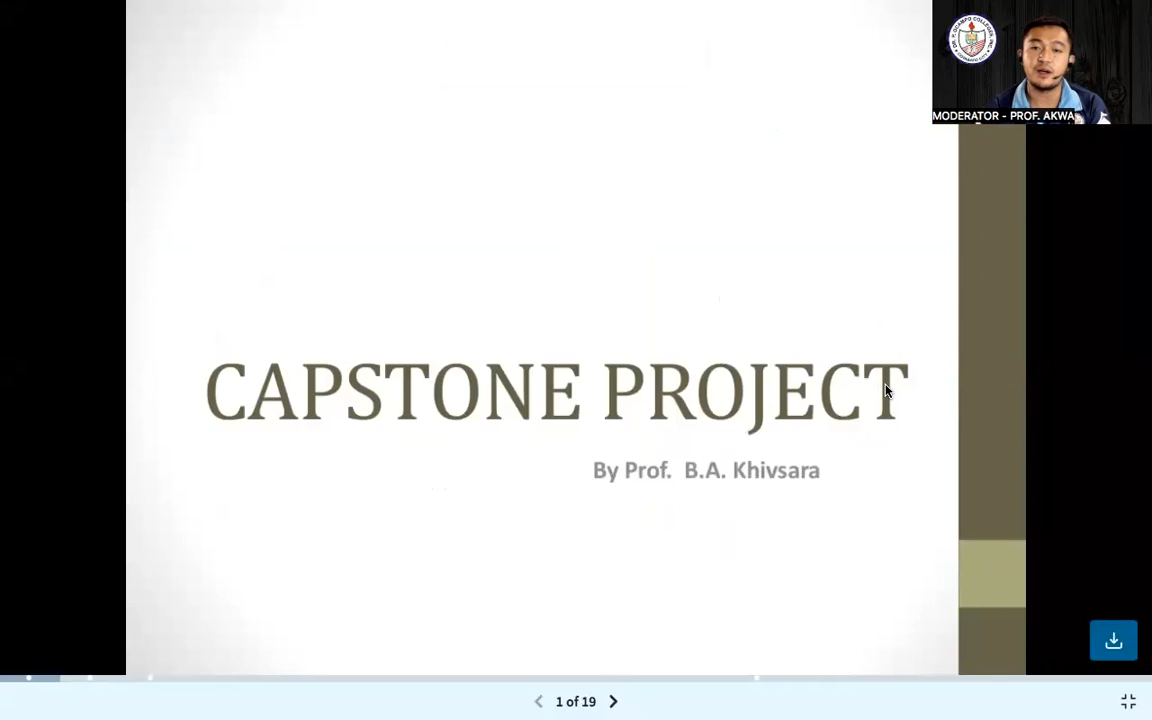 MODERATOR - PROF. AKWA
CAPSTONE PROJECT
By Prof. B.A. Khivsara
1 of 19